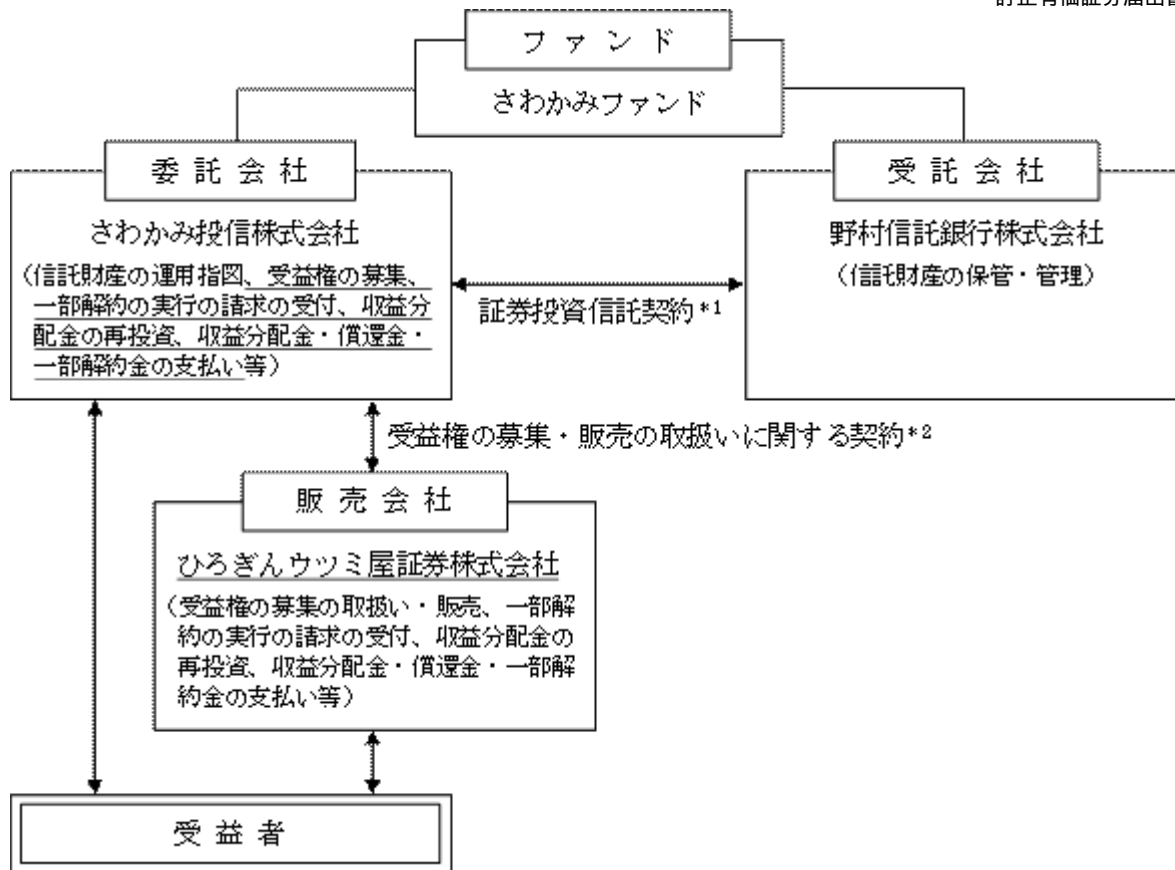 ファンド
さわかみファンド
委託会社
さわかみ投信株式会社
(信託財産の運用指図、受益権の募集、
一部解約の実行の請求の受付、収益分
配金の再投資、収益分配金・償還金・
一部解約金の支払い等)
受託会社
野村信託銀行株式会社
(信託財産の保管・管理)
証券投資信託契約*1
受益権の募集・販売の取扱いに関する契約*2
販売会社
ひろぎんウツミ屋証券株式会社
(受益権の募集の取扱い・販売、一部解
約の実行の請求の受付、収益分配金の
再投資、収益分配金・償還金・一部解
約金の支払い等)
受益者